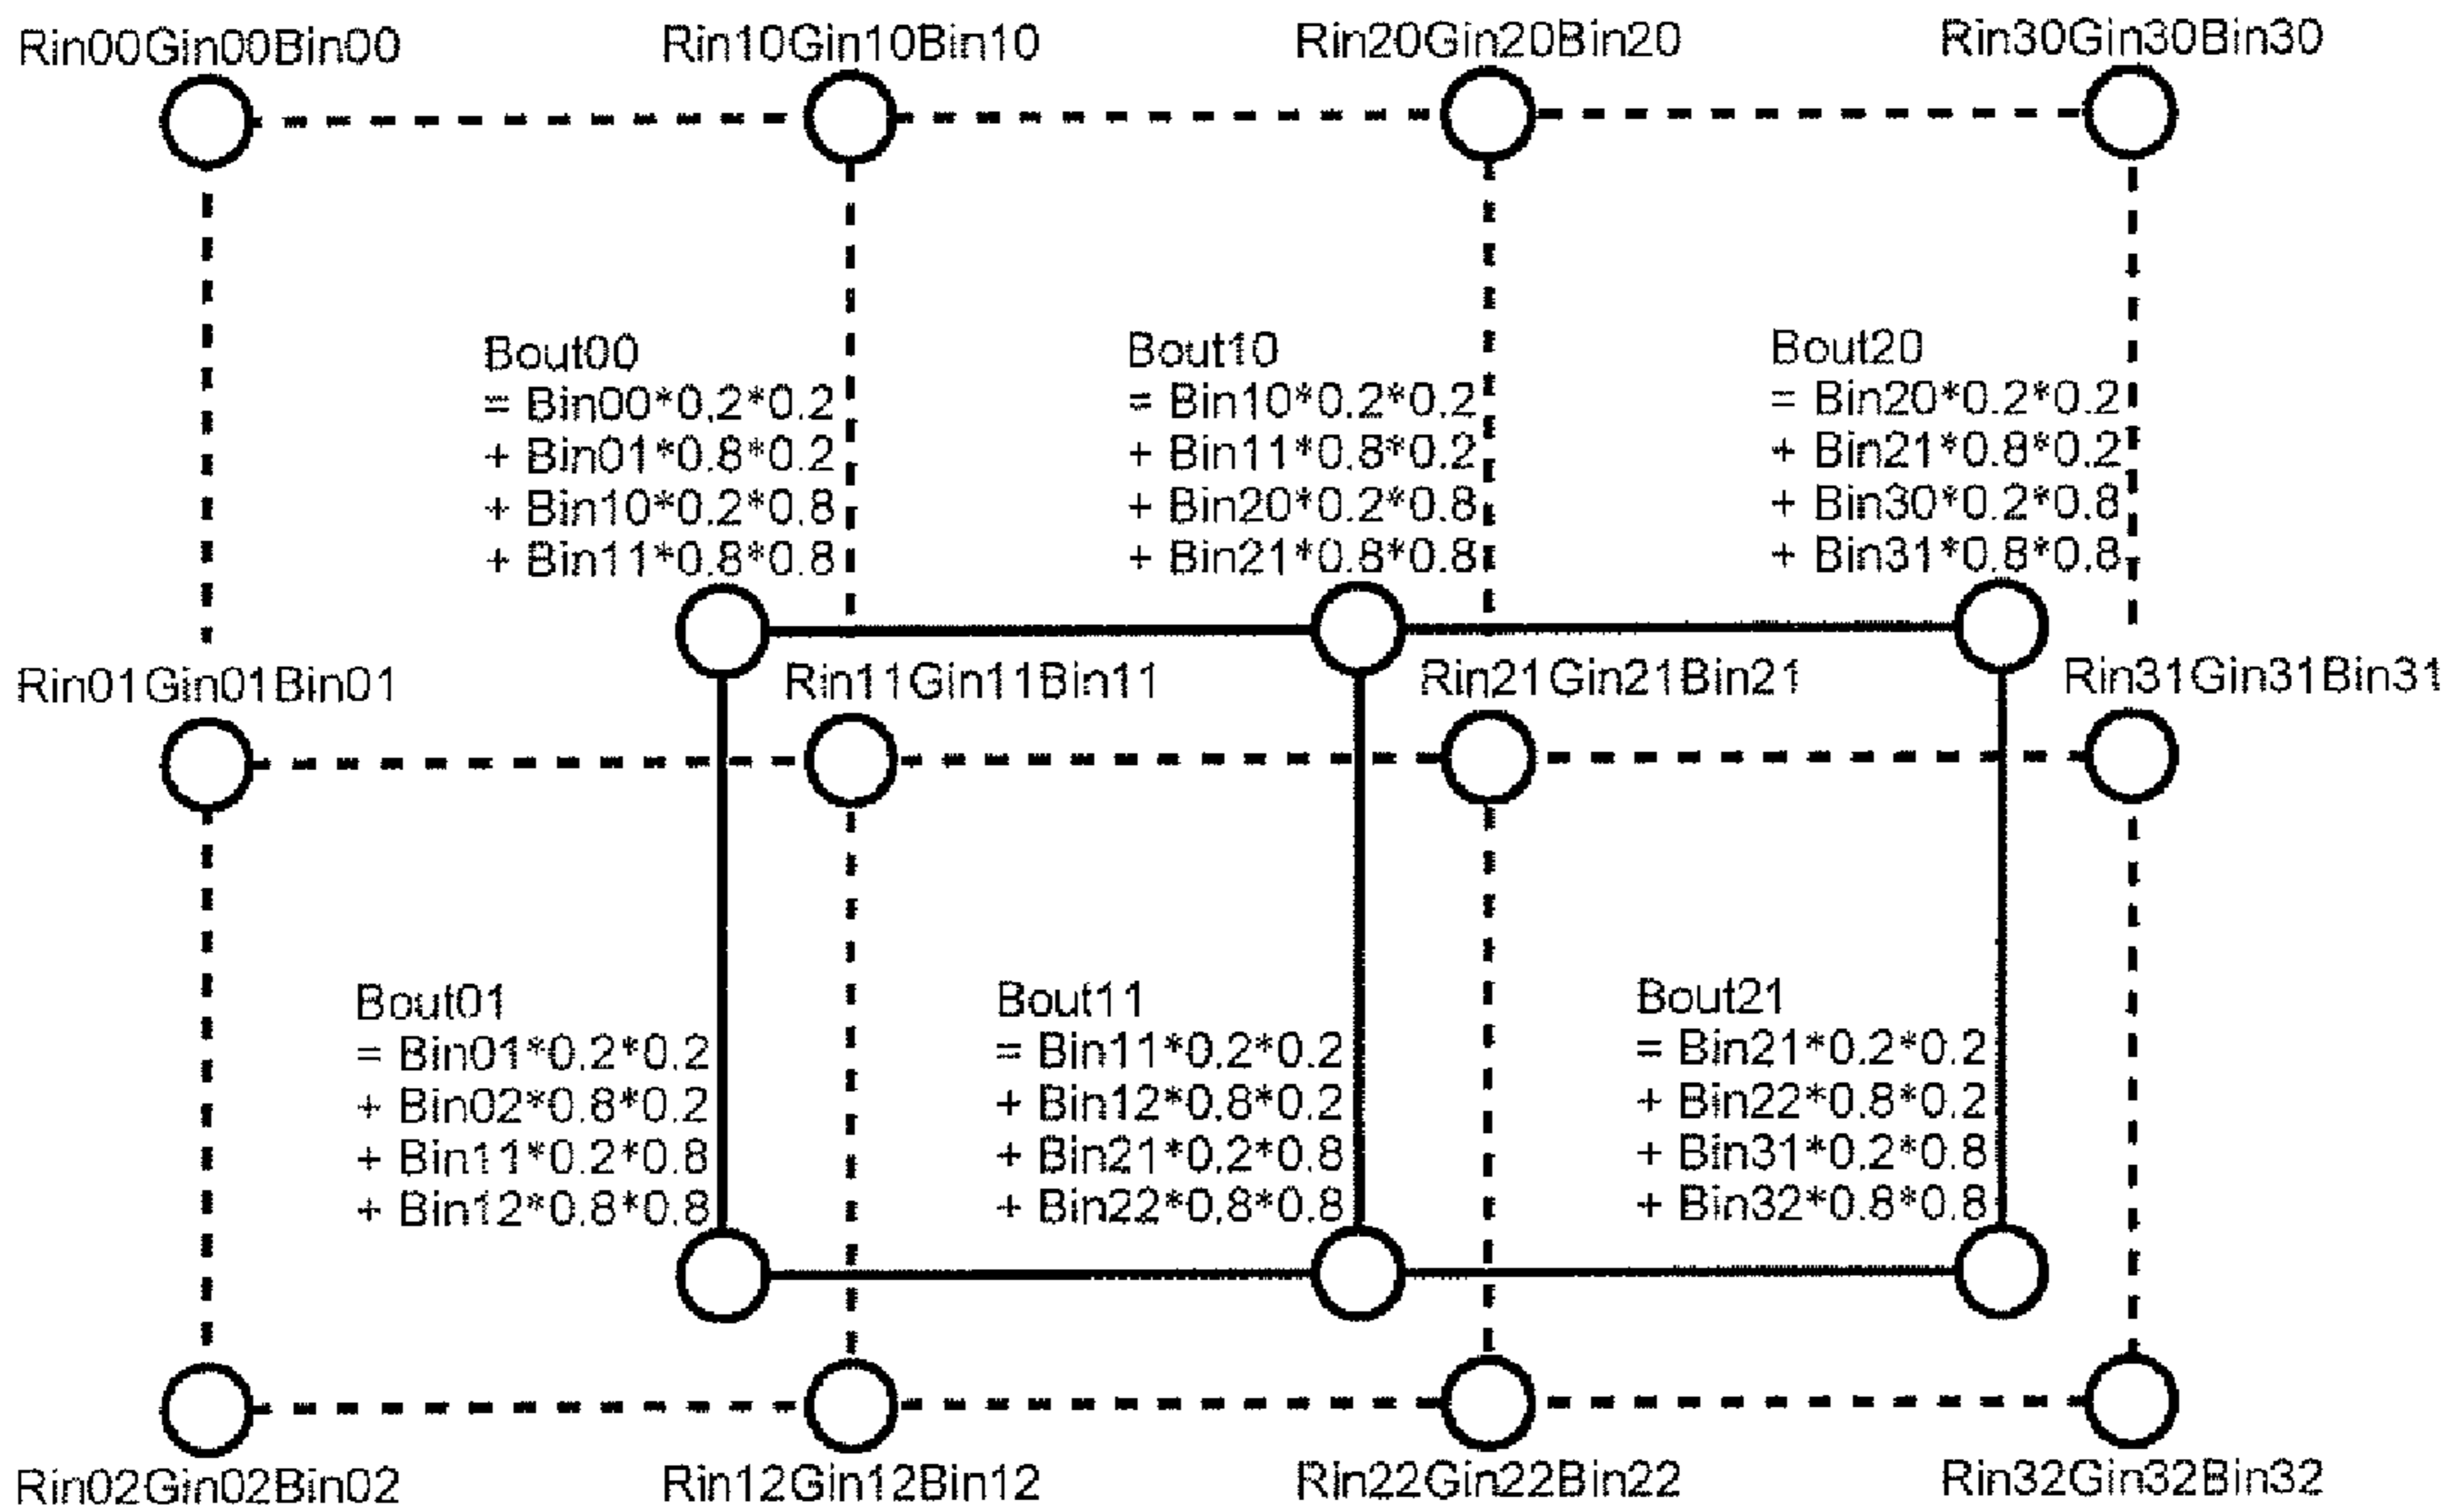 Rin00Gin00Bin00
Rin10Gin10Bin10
Rin20Gin20Bin20
Rin30Gin30Bin30
Bout00
= Bin00*0.2*0.2
+ Bin01*0.8*0.2
+ Bin10*0.2*0.8
+ Bin11*0.8*0.8
Bout10
= Bin10*0.2*0.2
+ Bin11*0.8*0.2
+ Bin20*0.2*0.8
+ Bin21*0.8*0.8
Bout20
= Bin20*0.2*0.2
+ Bin21*0.8*0.2
+ Bin30*0.2*0.8
+ Bin31*0.8*0.8
Rin01Gin01Bin01
Rin11Gin11Bin11
Rin21Gin21Bin21
Rin31Gin31Bin31
Bout01
= Bin01*0.2*0.2
+ Bin02*0.8*0.2
+ Bin11*0.2*0.8
+ Bin12*0.8*0.8
Bout11
= Bin11*0.2*0.2
+ Bin12*0.8*0.2
+ Bin21*0.2*0.8
+ Bin22*0.8*0.8
Bout21
= Bin21*0.2*0.2
+ Bin22*0.8*0.2
+ Bin31*0.2*0.8
+ Bin32*0.8*0.8
Rin02Gin02Bin02
Rin12Gin12Bin12
Rin22Gin22Bin22
Rin32Gin32Bin32